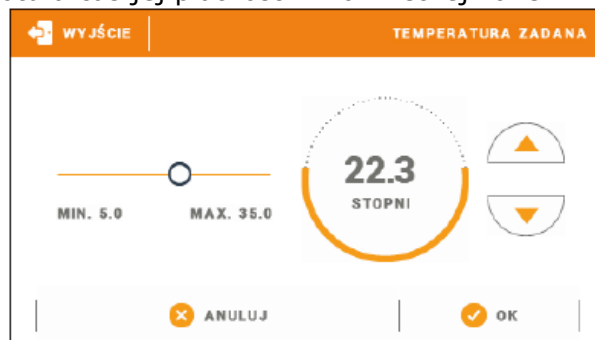 WYJŚCIE
TEMPERATURA ZADANA
22.3
STOPNI
MIN. 5.0
MAX. 35.0
ANULUJ
OK